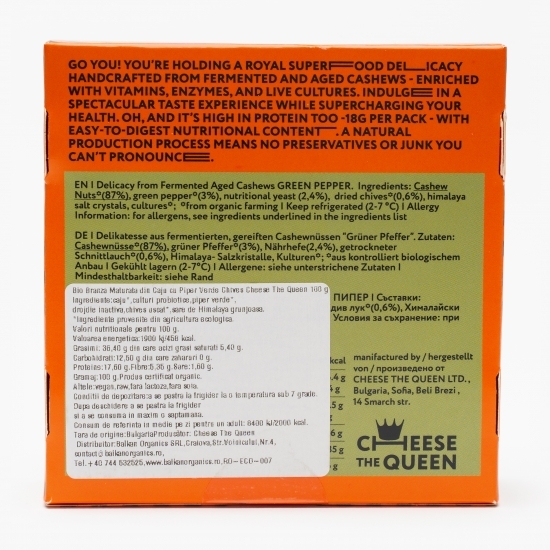 GO YOU! YOU'RE HOLDING A ROYAL SUPERFOOD DELICACY
HANDCRAFTED FROM FERMENTED AND AGED CASHEWS - ENRICHED
WITH VITAMINS, ENZYMES, AND LIVE CULTURES. INDULGE IN A
SPECTACULAR TASTE EXPERIENCE WHILE SUPERCHARGING YOUR
HEALTH. OH, AND IT'S HIGH IN PROTEIN TOO -18G PER PACK - WITH
EASY-TO-DIGEST NUTRITIONAL CONTENT. A NATURAL
PRODUCTION PROCESS MEANS NO PRESERVATIVES OR JUNK YOU
CAN'T PRONOUNCE.
EN I Delicacy from Fermented Aged Cashews GREEN PEPPER. Ingredients: Cashew
Nuts°(87%), green pepper°(3%), nutritional yeast (2,4%), dried chives°(0,6%), himalaya
salt crystals, cultures°; °from organic farming I Keep refrigerated (2-7 °C) I Allergy
Information: for allergens, see ingredients underlined in the ingredients list
DE I Delikatesse aus fermentierten, gereiften Cashewnüssen "Grüner Pfeffer". Zutaten:
Cashewnüsse°(87%), grüner Pfeffer°(3%), Nährhefe(2,4%), getrockneter
Schnittlauch°(0,6%), Himalaya- Salzkristalle, Kulturen°; °aus kontrolliert biologischem
Anbau I Gekühlt lagern (2-7°C) I Allergene: siehe unterstrichene Zutaten I
Mindesthaltbarkeit: siehe Rand
ПИПЕР I Съставки:
див лук°(0,6%), Хималайски
Условия за съхранение: при
Bio Branza Maturata din Caju cu Piper Verde Chives Cheese The Queen 100 g
Ingrediente:caju*,culturi probiotice,piper verde*,
drojdie inactiva,chives uscat*,sare de Himalaya grunjoasa.
*Ingrediente provenite din agricultura ecologica.
Valori nutritionale pentru 100 g.
Valoarea energetica:1900 kJ/458 kcal.
Grasimi: 36,40 g din care acizi grasi saturati 5,40 g.
Carbohidrati:12,50 g din care zaharuri 0 g.
Proteine:17,60 g.Fibre:6,35 g.Sare:1,60 g.
Gramaj:100 g.Produs certificat organic.
Altele:vegan,raw,fara lactoza,fara soia.
Conditii de depozitare:a se pastra la frigider la o temperatura sub 7 grade.
Dupa deschidere a se pastra la frigider
si a se consuma in maxim o saptamana.
Consum de referinta in medie pe zi pentru un adult: 8400 kJ/2000 kcal.
Tara de origine:BulgariaProducător: Cheese The Queen
Distribuitor:Balkan Organics SRL,Craiova,Str.Voinicului,Nr.4,
contact@balkanorganics.ro
Tel.+40 744 532525,www.balkanorganics.ro,RO-ECO-007
kcal
manifactured by / hergestellt
von / произведено от
CHEESE THE QUEEN LTD.,
Bulgaria, Sofia, Beli Brezi ,
14 Smarch str.
CHEESE
THE QUEEN